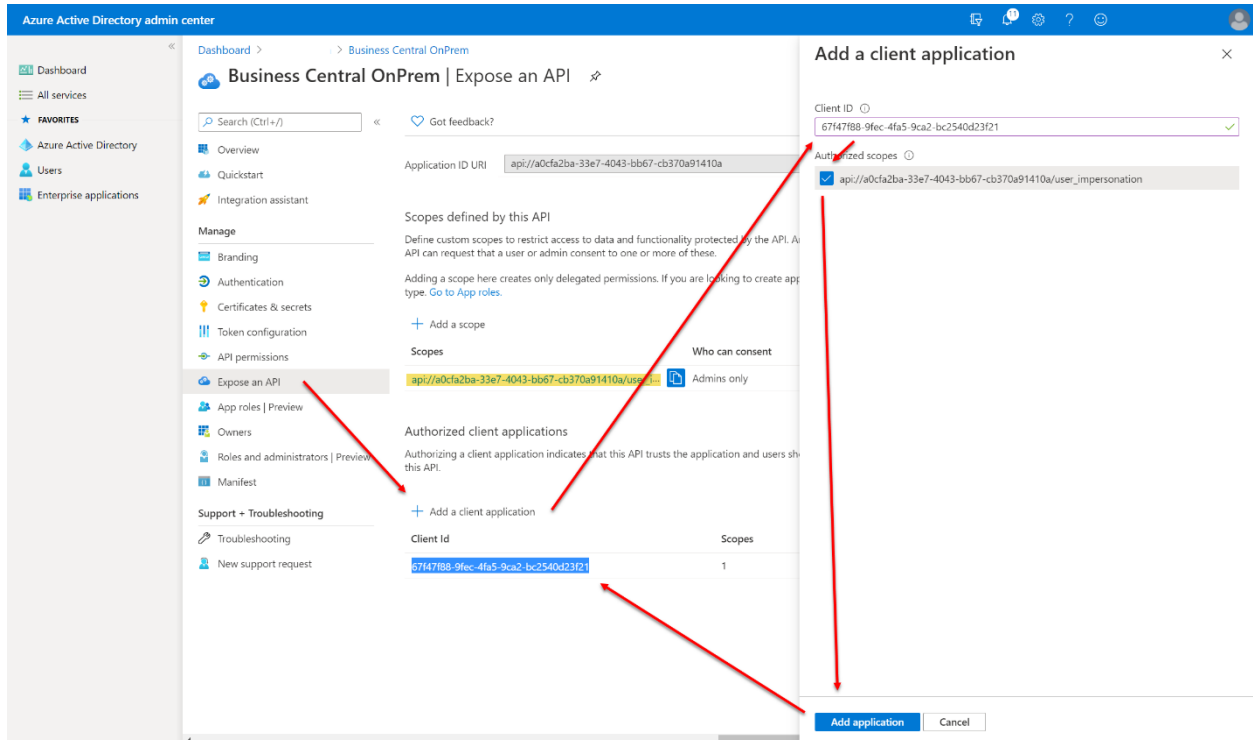 Azure Active Directory admin center
11
Dashboard
All services
FAVORITES
Azure Active Directory
Users
Enterprise applications
Dashboard > > Business Central OnPrem
Business Central OnPrem | Expose an API
Search (Ctrl+/)
Overview
Quickstart
Integration assistant
Manage
Branding
Authentication
Certificates & secrets
Token configuration
API permissions
Expose an API
App roles | Preview
Owners
Roles and administrators | Preview
Manifest
Support + Troubleshooting
Troubleshooting
New support request
Got feedback?
Application ID URI api://a0cfa2ba-33e7-4043-bb67-cb370a91410a
Scopes defined by this API
Define custom scopes to restrict access to data and functionality protected by the API. A
API can request that a user or admin consent to one or more of these.
Adding a scope here creates only delegated permissions. If you are looking to create app
type. Go to App roles.
Add a scope
Scopes Who can consent
api://a0cfa2ba-33e7-4043-bb67-cb370a91410a/user_i... Admins only
Authorized client applications
Authorizing a client application indicates that this API trusts the application and users sh
this API.
Add a client application
Client Id Scopes
67f47f88-9fec-4fa5-9ca2-bc2540d23f21 1
Add a client application
Client ID
67f47f88-9fec-4fa5-9ca2-bc2540d23f21
Authorized scopes
api://a0cfa2ba-33e7-4043-bb67-cb370a91410a/user_impersonation
Add application Cancel